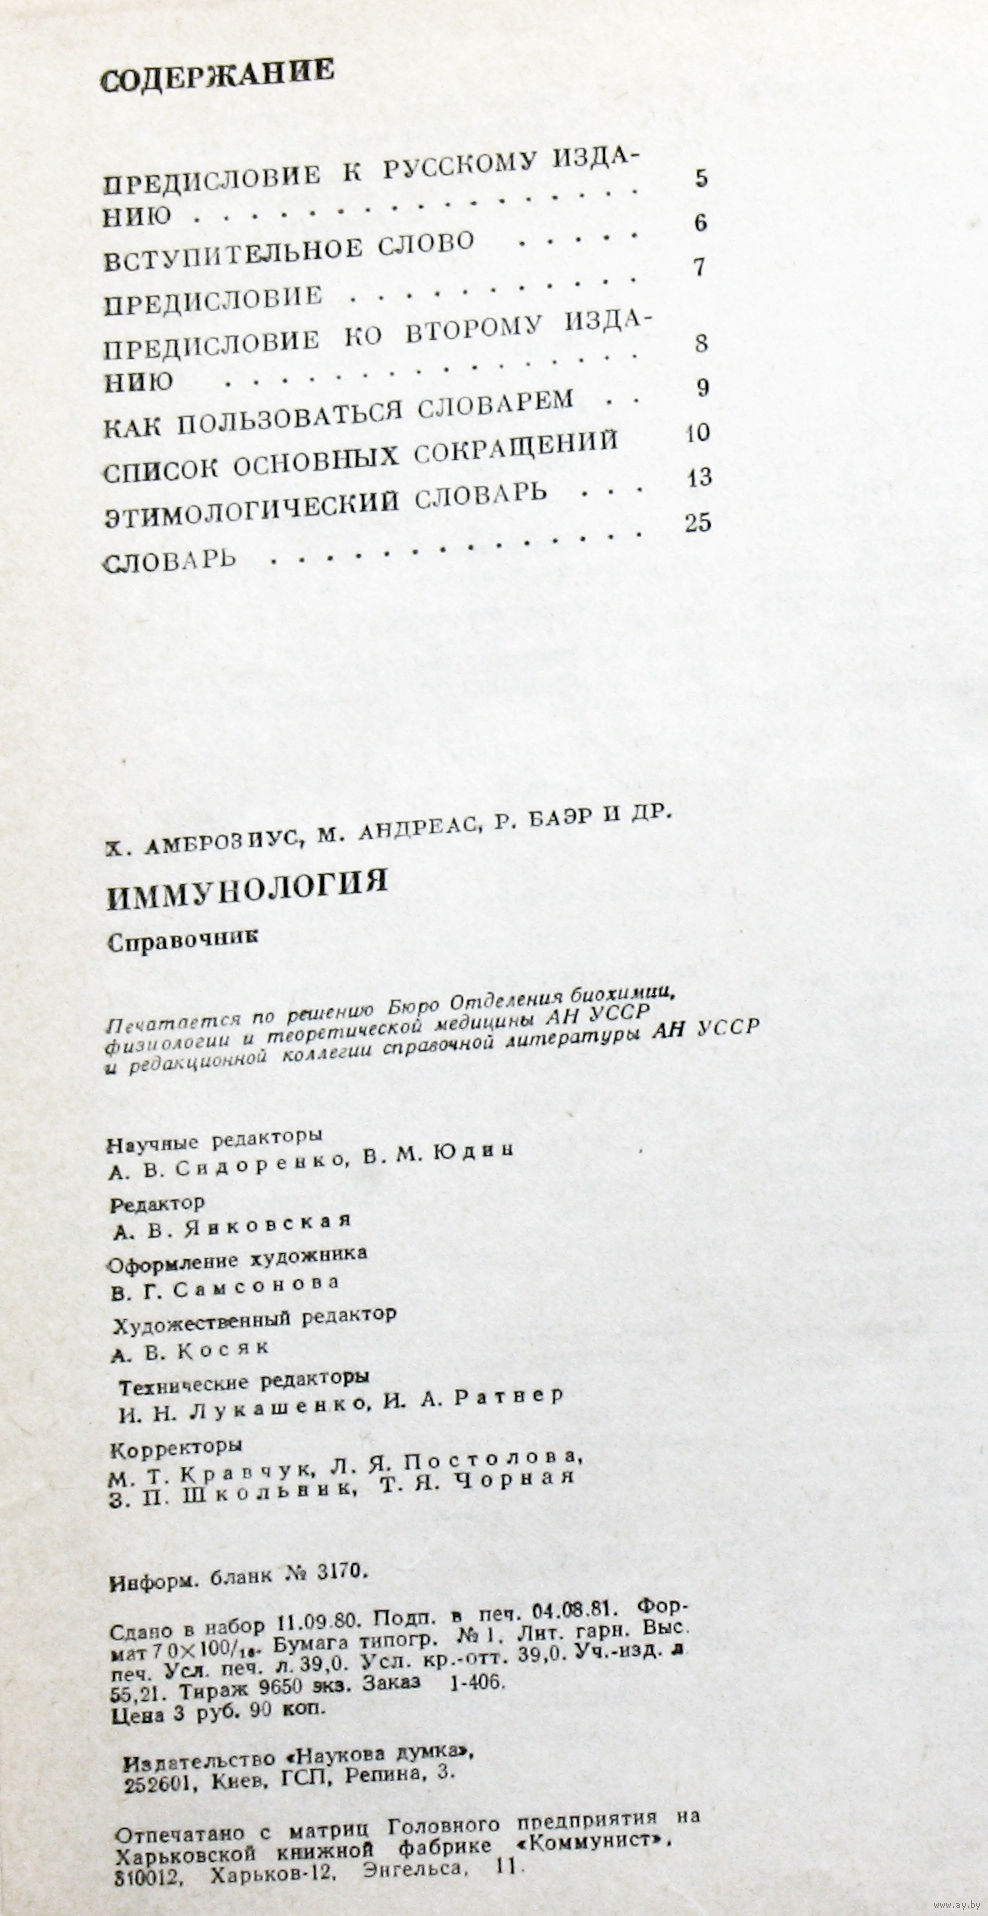 СОДЕРЖАНИЕ
ПРЕДИСЛОВИЕ К РУССКОМУ ИЗДА-
НИЮ . . . . . . . . . . . . . . . . 5
ВСТУПИТЕЛЬНОЕ СЛОВО . . . . . 6
ПРЕДИСЛОВИЕ . . . . . . . . . . . 7
ПРЕДИСЛОВИЕ КО ВТОРОМУ ИЗДА-
НИЮ . . . . . . . . . . . . . . . . 8
КАК ПОЛЬЗОВАТЬСЯ СЛОВАРЕМ . . 9
СПИСОК ОСНОВНЫХ СОКРАЩЕНИЙ 10
ЭТИМОЛОГИЧЕСКИЙ СЛОВАРЬ . . . 13
СЛОВАРЬ . . . . . . . . . . . . . . 25
Х. АМБРОЗИУС, М. АНДРЕАС, Р. БАЭР И ДР.
ИММУНОЛОГИЯ
Справочник
Печатается по решению Бюро Отделения биохимии,
физиологии и теоретической медицины АН УССР
и редакционной коллегии справочной литературы АН УССР
Научные редакторы
А. В. Сидоренко, В. М. Юдин
Редактор
А. В. Янковская
Оформление художника
В. Г. Самсонова
Художественный редактор
А. В. Косяк
Технические редакторы
И. Н. Лукашенко, И. А. Ратнер
Корректоры
М. Т. Кравчук, Л. Я. Постолова,
З. П. Школьник, Т. Я. Чорная
Информ. бланк № 3170.
Сдано в набор 11.09.80. Подп. в печ. 04.08.81. Фор-
мат 70×100/₁₆. Бумага типогр. № 1. Лит. гарн. Выс.
печ. Усл. печ. л. 39,0. Усл. кр.-отт. 39,0. Уч.-изд. л
55,21. Тираж 9650 экз. Заказ 1-406.
Цена 3 руб. 90 коп.
Издательство «Наукова думка»,
252601, Киев, ГСП, Репина, 3.
Отпечатано с матриц Головного предприятия на
Харьковской книжной фабрике «Коммунист»,
310012, Харьков-12, Энгельса, 11.
www.ay.by